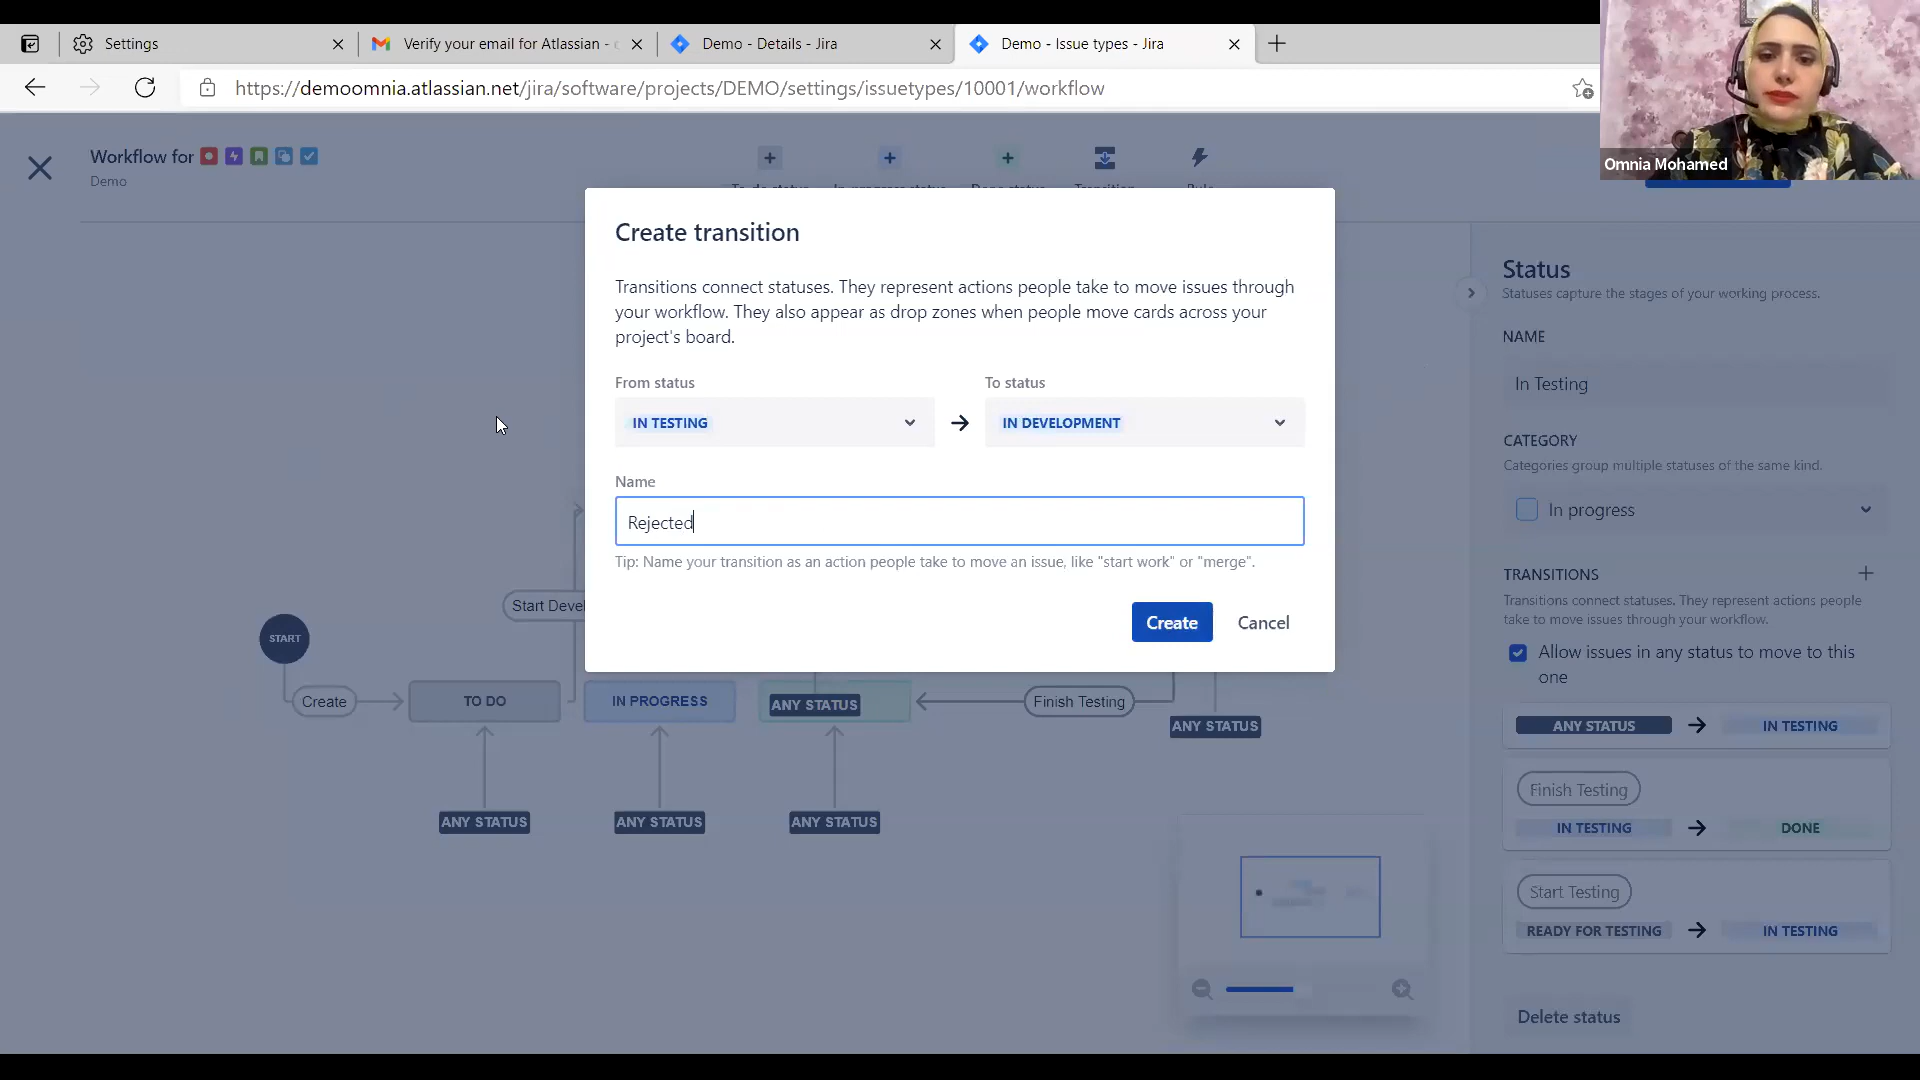 Settings
Verify your email for Atlassian -
Demo - Details - Jira
Demo - Issue types - Jira
https://demoomnia.atlassian.net/jira/software/projects/DEMO/settings/issuetypes/10001/workflow
Omnia Mohamed
Workflow for
Demo
Create transition
Transitions connect statuses. They represent actions people take to move issues through
your workflow. They also appear as drop zones when people move cards across your
project's board.
From status
To status
IN TESTING
IN DEVELOPMENT
Name
Rejected
Tip: Name your transition as an action people take to move an issue, like "start work" or "merge".
Create
Cancel
Start Devel
START
Create
TO DO
IN PROGRESS
ANY STATUS
Finish Testing
ANY STATUS
ANY STATUS
ANY STATUS
ANY STATUS
Status
Statuses capture the stages of your working process.
NAME
In Testing
CATEGORY
Categories group multiple statuses of the same kind.
In progress
TRANSITIONS
Transitions connect statuses. They represent actions people
take to move issues through your workflow.
Allow issues in any status to move to this
one
ANY STATUS
IN TESTING
Finish Testing
IN TESTING
DONE
Start Testing
READY FOR TESTING
IN TESTING
Delete status